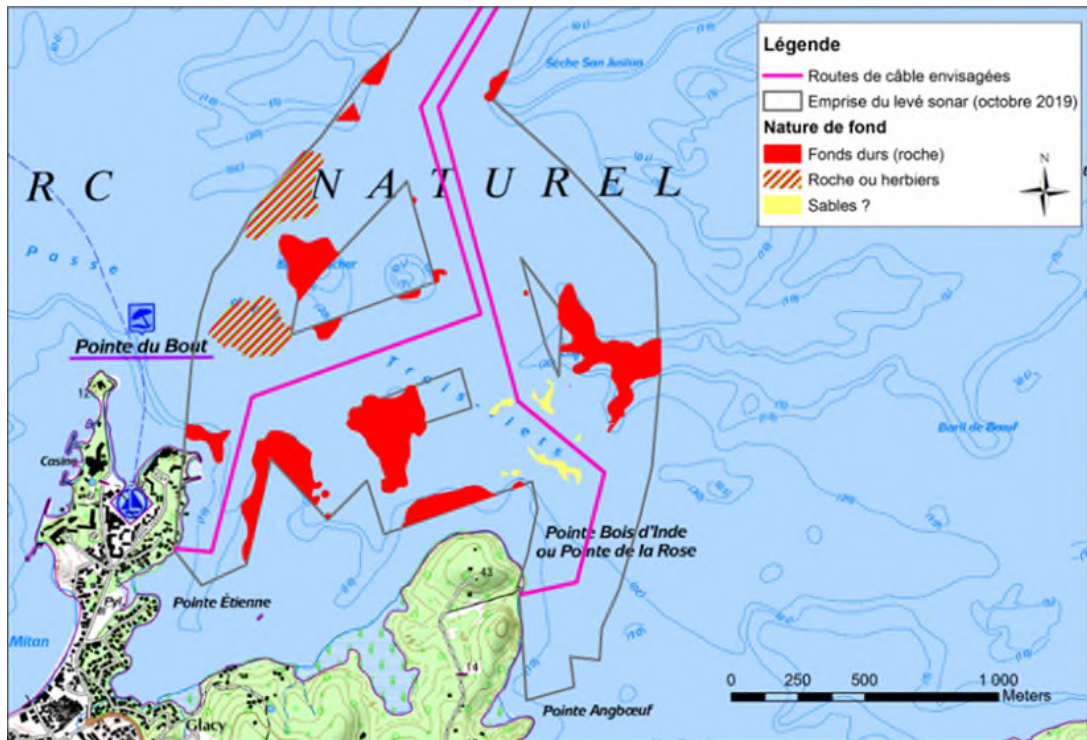 Légende
Routes de câble envisagées
Emprise du levé sonar (octobre 2019)
Nature de fond
Fonds durs (roche)
Roche ou herbiers
Sables ?
N
Sèche San Justan
RC NATUREL
Passe
Pointe du Bout
Trois-Ilets
Casino
Baril de Bœuf
Pointe Bois d'Inde
ou Pointe de la Rose
43
Pointe Étienne
Mitan
14
Glacy
Pointe Angbœuf
0 250 500 1 000
Meters